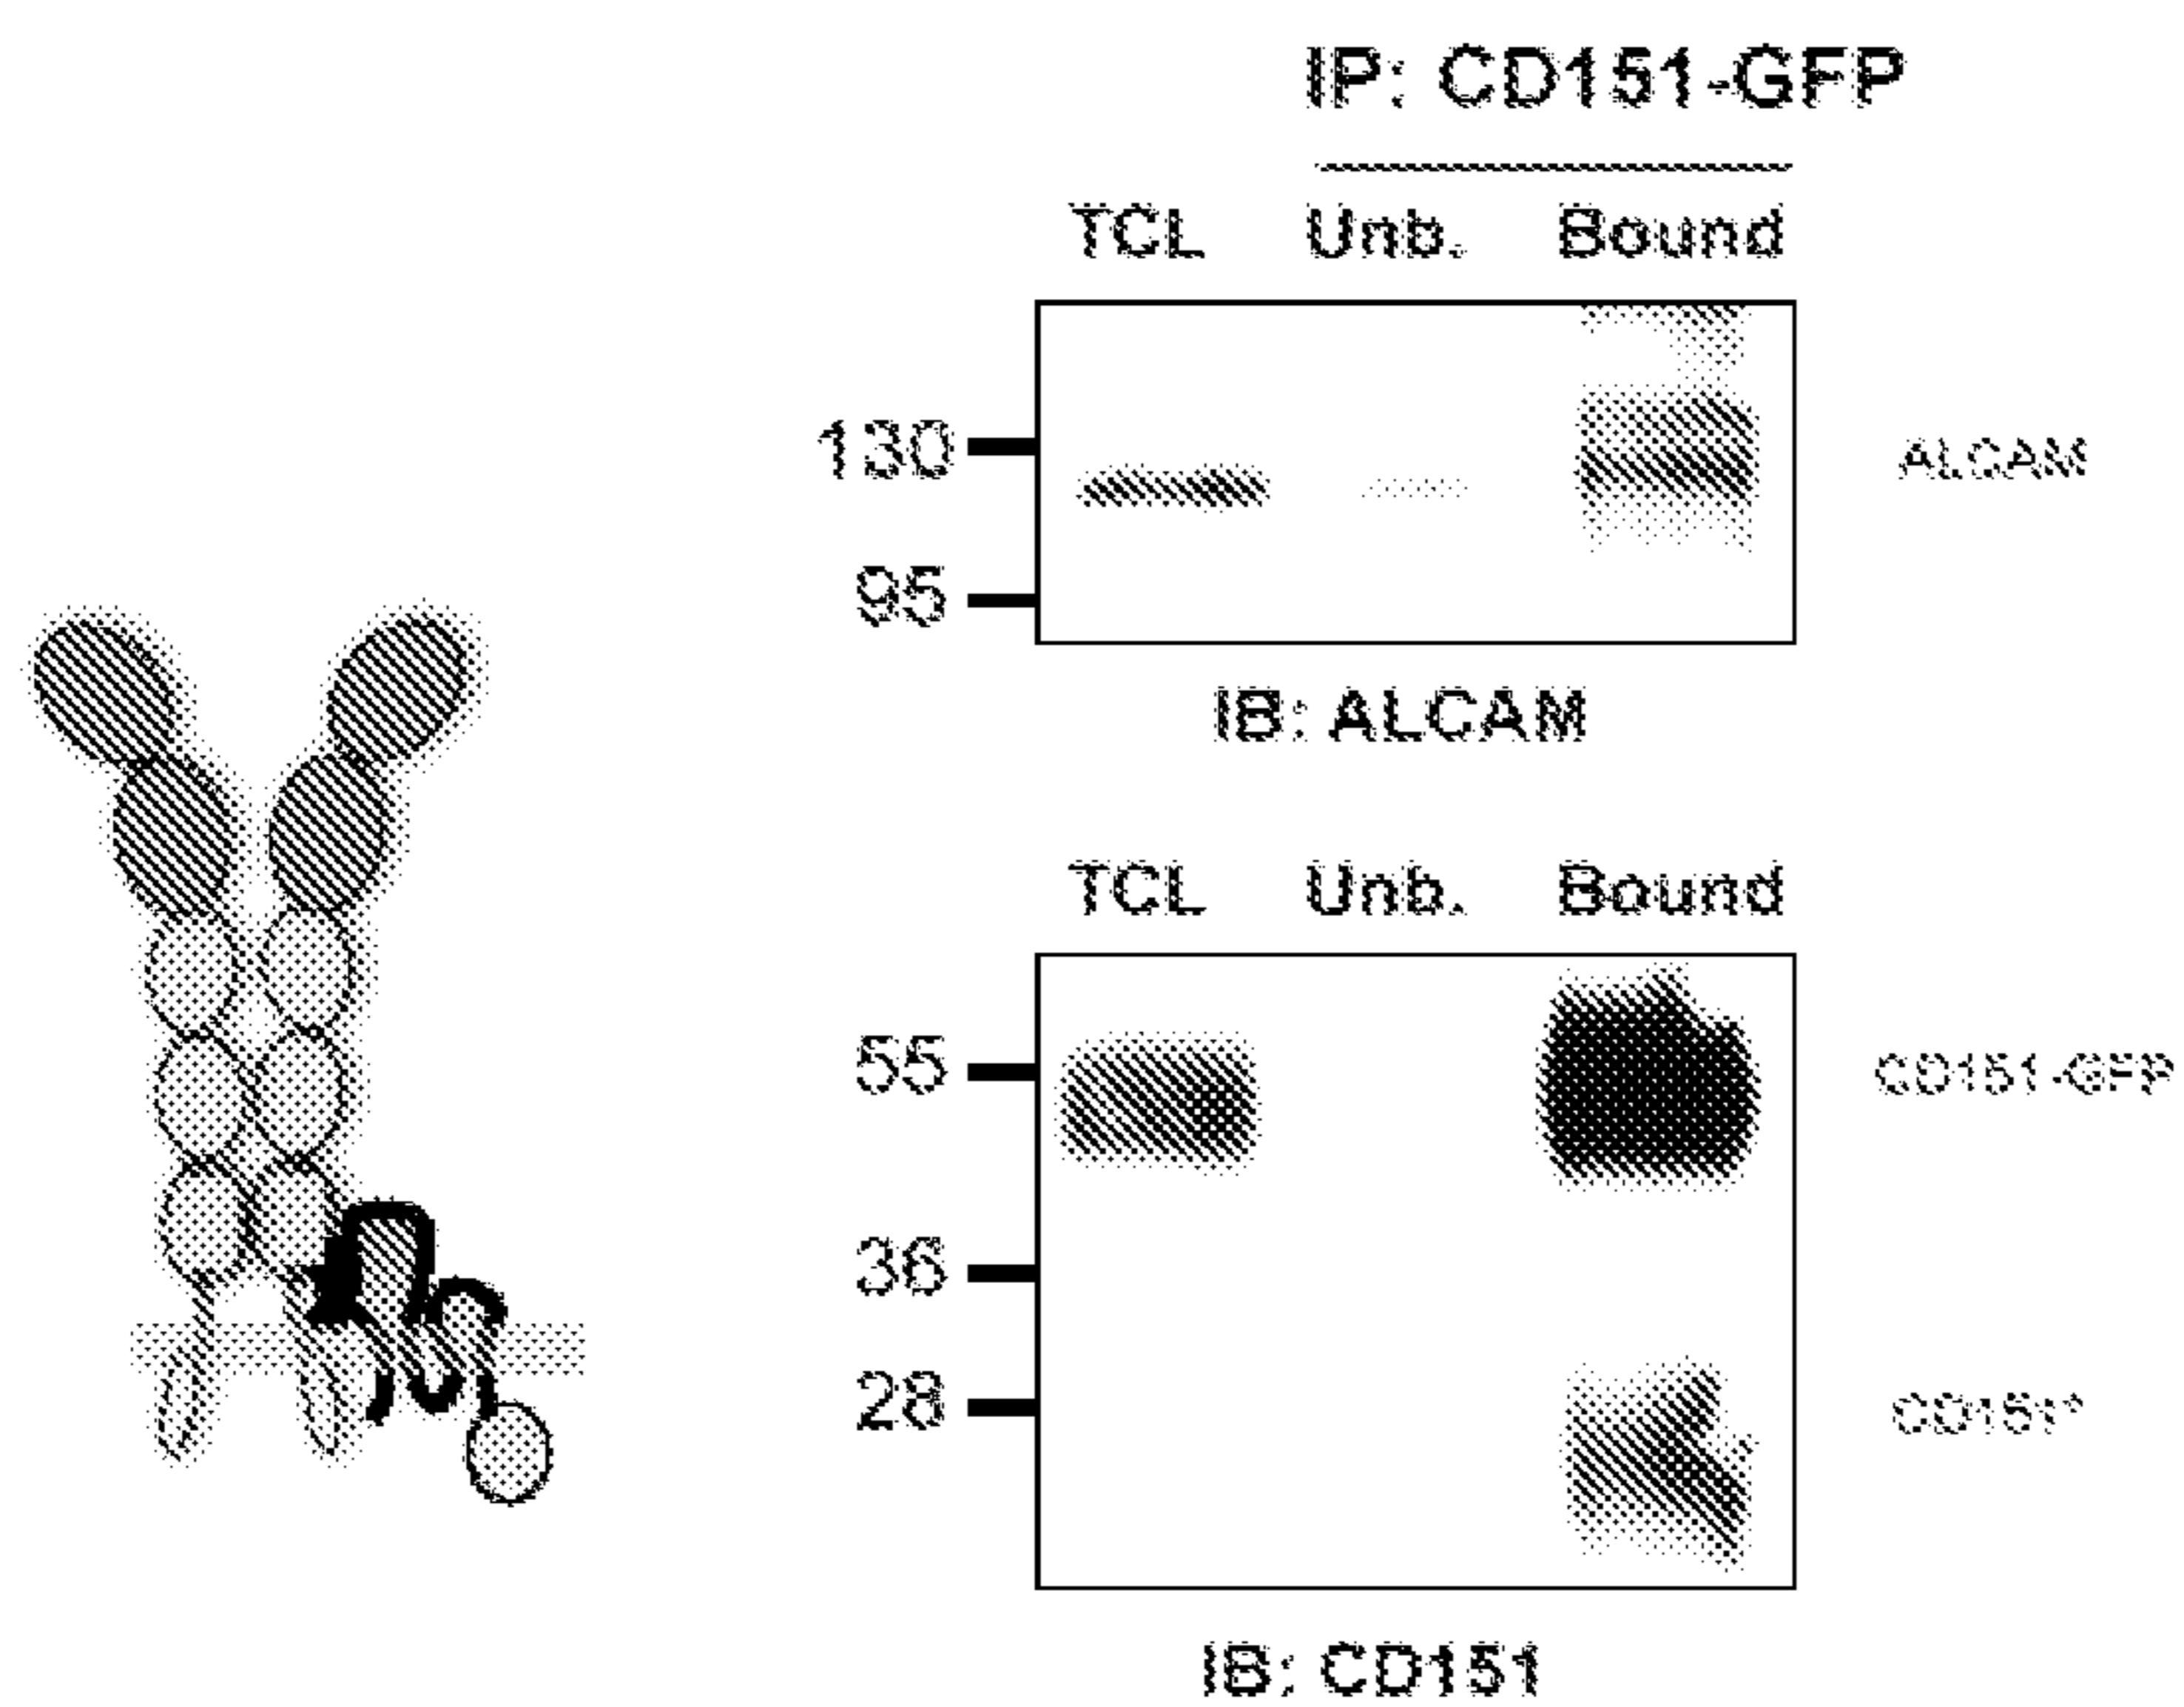 IP: CD151-GFP
TCL Unb. Bound
130
ALCAM
95
IB: ALCAM
TCL Unb. Bound
55
CD151-GFP
36
28
CD151*
IB: CD151